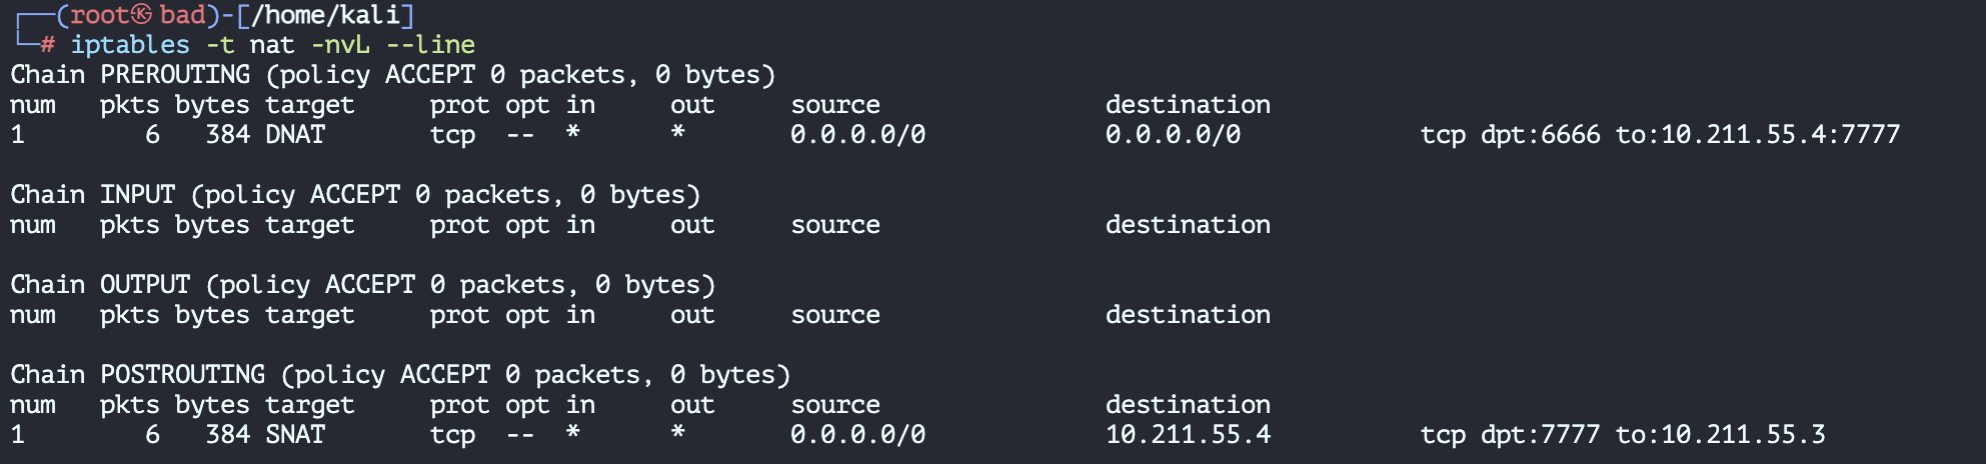 ┌──(root㉿bad)-[/home/kali]
└─# iptables -t nat -nvL --line
Chain PREROUTING (policy ACCEPT 0 packets, 0 bytes)
num   pkts bytes target     prot opt in     out     source               destination
1        6   384 DNAT       tcp  --  *      *       0.0.0.0/0            0.0.0.0/0            tcp dpt:6666 to:10.211.55.4:7777

Chain INPUT (policy ACCEPT 0 packets, 0 bytes)
num   pkts bytes target     prot opt in     out     source               destination

Chain OUTPUT (policy ACCEPT 0 packets, 0 bytes)
num   pkts bytes target     prot opt in     out     source               destination

Chain POSTROUTING (policy ACCEPT 0 packets, 0 bytes)
num   pkts bytes target     prot opt in     out     source               destination
1        6   384 SNAT       tcp  --  *      *       0.0.0.0/0            10.211.55.4          tcp dpt:7777 to:10.211.55.3